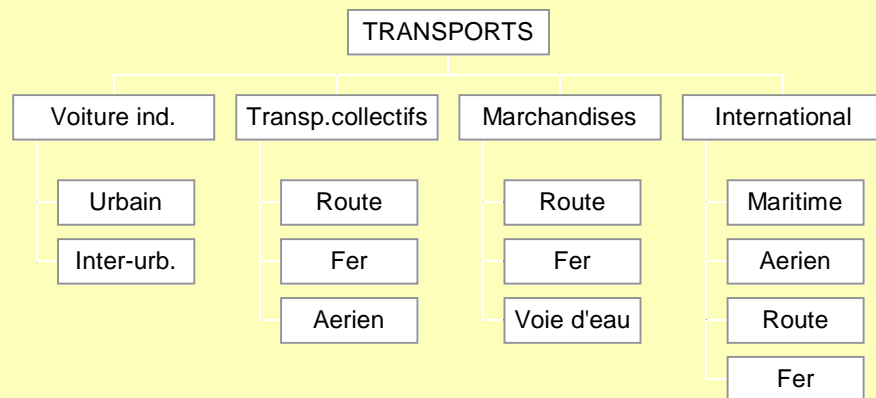 TRANSPORTS
Voiture ind.
Transp.collectifs
Marchandises
International
Urbain
Route
Route
Maritime
Inter-urb.
Fer
Fer
Aerien
Aerien
Voie d'eau
Route
Fer